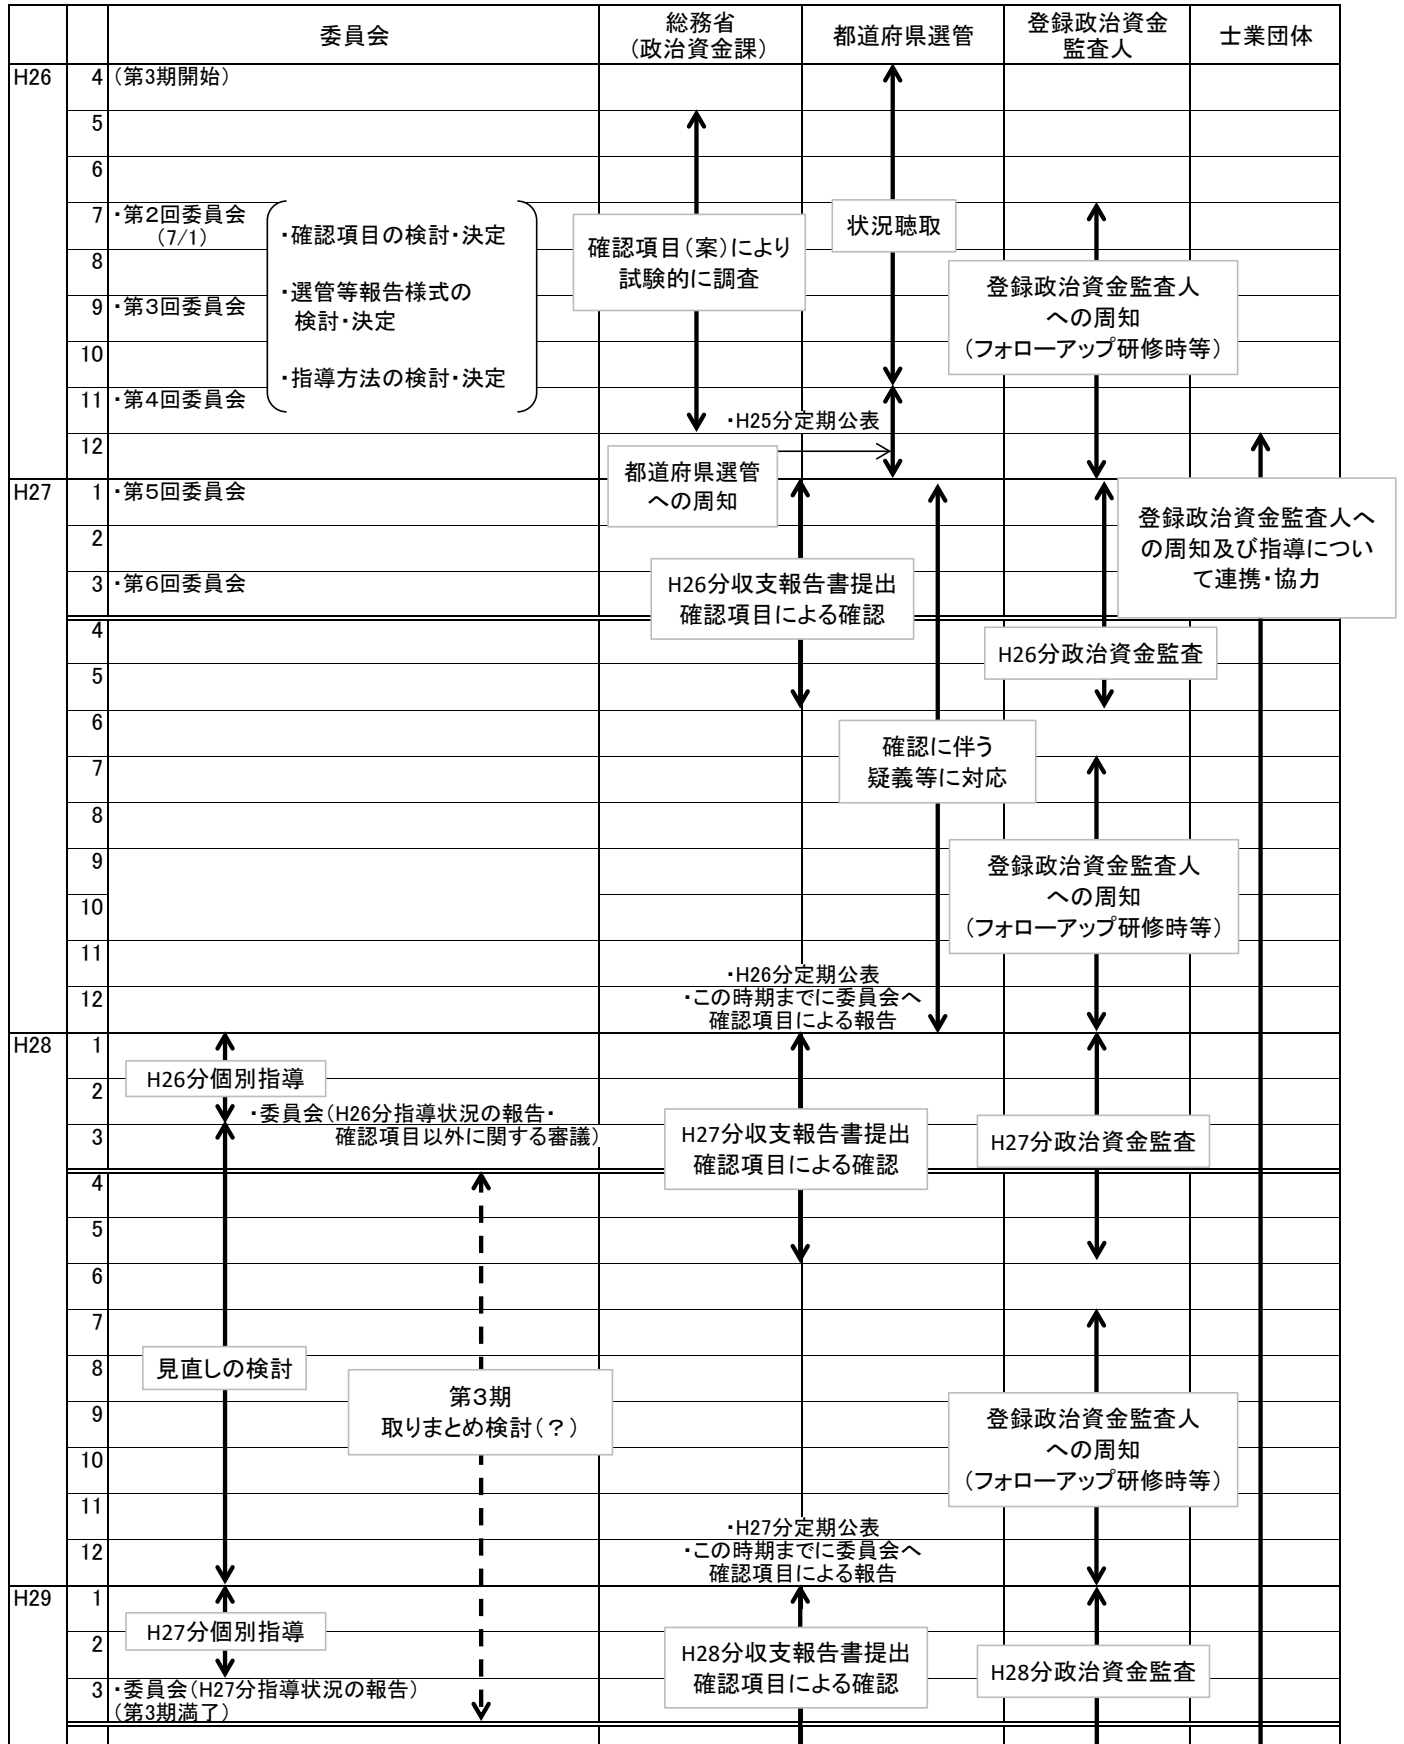 委員会
総務省
（政治資金課）
都道府県選管
登録政治資金
監査人
士業団体
H26
4
（第3期開始）
5
6
7
・第２回委員会
（7/1）
・確認項目の検討・決定
・選管等報告様式の
検討・決定
・指導方法の検討・決定
確認項目（案）により
試験的に調査
状況聴取
8
9
・第３回委員会
登録政治資金監査人
への周知
（フォローアップ研修時等）
10
11
・第４回委員会
・H25分定期公表
12
都道府県選管
への周知
H27
1
・第５回委員会
登録政治資金監査人へ
の周知及び指導につい
て連携・協力
2
3
・第６回委員会
H26分収支報告書提出
確認項目による確認
4
H26分政治資金監査
5
6
確認に伴う
疑義等に対応
7
8
9
登録政治資金監査人
への周知
（フォローアップ研修時等）
10
11
・H26分定期公表
12
・この時期までに委員会へ
確認項目による報告
H28
1
H26分個別指導
2
・委員会（H26分指導状況の報告・
確認項目以外に関する審議）
3
H27分収支報告書提出
確認項目による確認
H27分政治資金監査
4
5
6
7
8
見直しの検討
第３期
取りまとめ検討（？）
9
登録政治資金監査人
への周知
（フォローアップ研修時等）
10
11
・H27分定期公表
12
・この時期までに委員会へ
確認項目による報告
H29
1
H27分個別指導
2
H28分収支報告書提出
確認項目による確認
H28分政治資金監査
3
・委員会（H27分指導状況の報告）
（第3期満了）